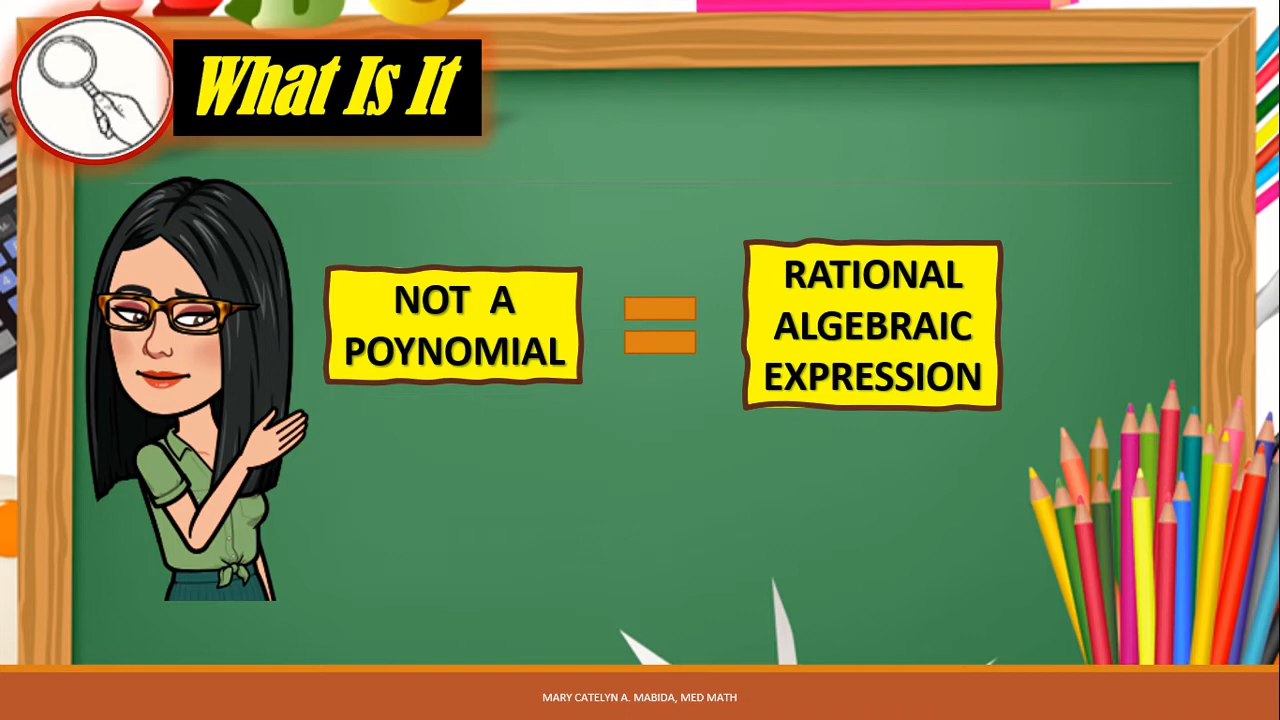 What Is It
NOT A
POYNOMIAL
RATIONAL
ALGEBRAIC
EXPRESSION
MARY CATELYN A. MABIDA, MED MATH